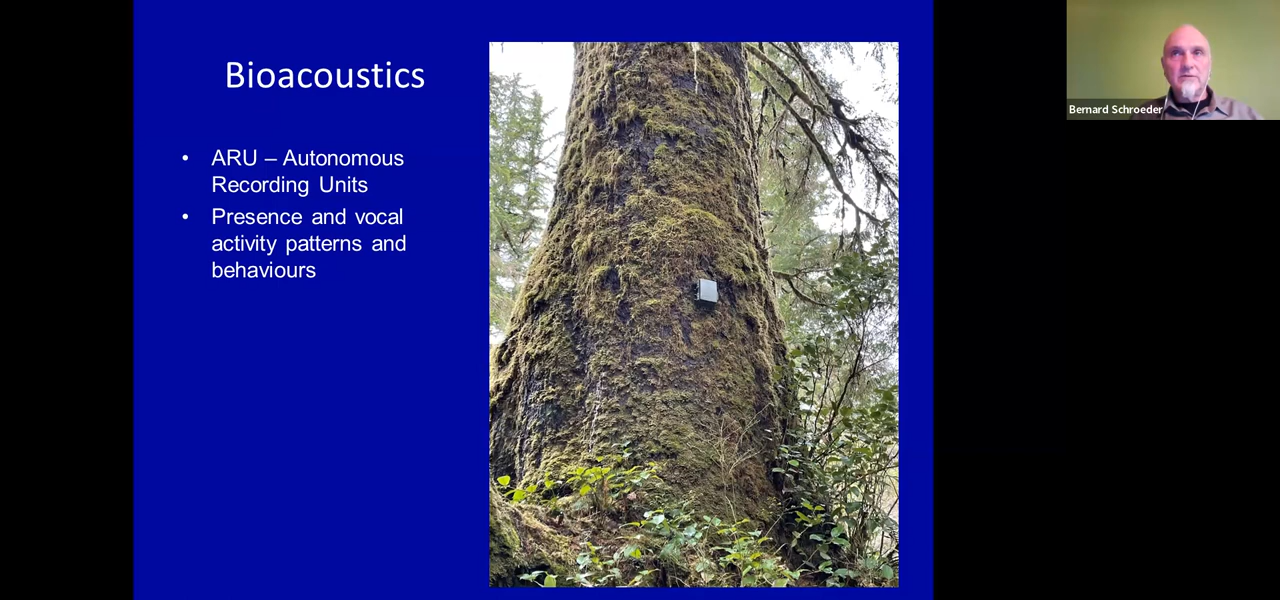 Bioacoustics
• ARU – Autonomous
Recording Units
• Presence and vocal
activity patterns and
behaviours
Bernard Schroeder